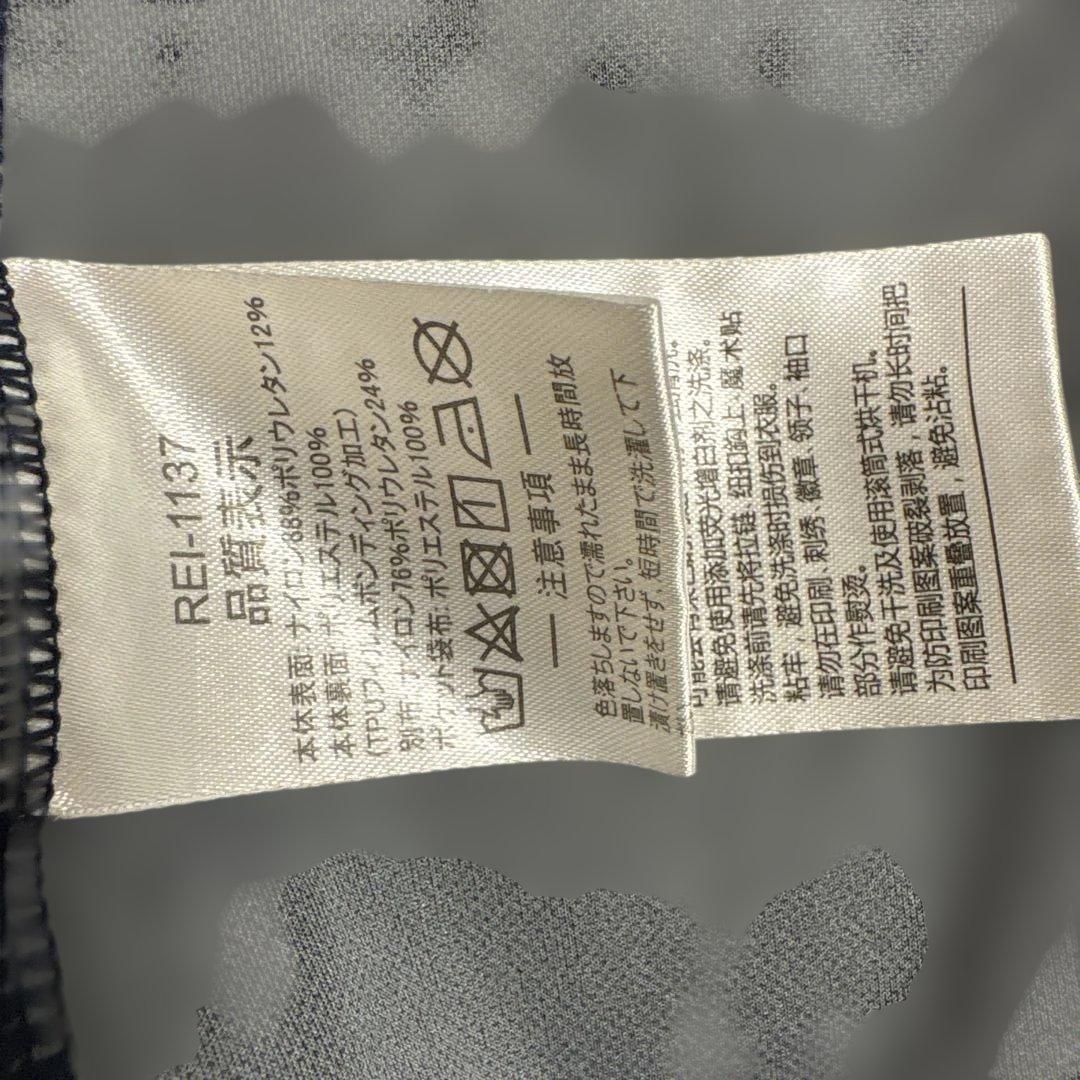 REI-1137
品質表示
本体表面:ナイロン88%ポリウレタン12%
本体裏面:ポリエステル100%
(TPUフィルムボンディング加工)
別布:ナイロン76%ポリウレタン24%
ポケット袋布:ポリエステル100%
注意事項
色落ちしますので濡れたまま長時間放
置しないで下さい。
漬け置きをせず、短時間で洗濯して下
请避免使用添加荧光增白剂之洗涤。
洗涤前请先将拉链、纽扣钩上、魔术贴
粘牢，避免洗涤时损伤到衣服。
请勿在印刷、刺绣、徽章、领子、袖口
部分作熨烫。
请避免干洗及使用滚筒式烘干机。
为防印刷图案破裂剥落，请勿长时间把
印刷图案重叠放置，避免沾粘。